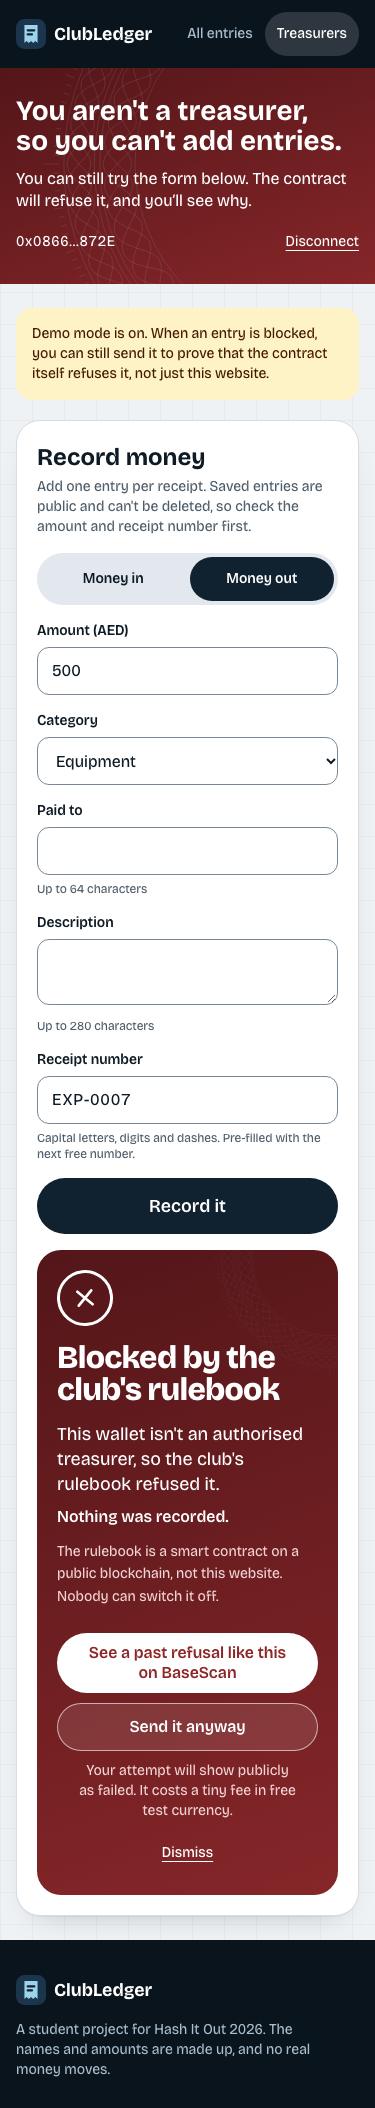 ClubLedger
All entries
Treasurers
You aren't a treasurer,
so you can't add entries.
You can still try the form below. The contract
will refuse it, and you’ll see why.
0x0866…872E
Disconnect
Demo mode is on. When an entry is blocked,
you can still send it to prove that the contract
itself refuses it, not just this website.
Record money
Add one entry per receipt. Saved entries are
public and can't be deleted, so check the
amount and receipt number first.
Money in
Money out
Amount (AED)
500
Category
Equipment
Paid to
Up to 64 characters
Description
Up to 280 characters
Receipt number
EXP-0007
Capital letters, digits and dashes. Pre-filled with the
next free number.
Record it
Blocked by the
club's rulebook
This wallet isn't an authorised
treasurer, so the club's
rulebook refused it.
Nothing was recorded.
The rulebook is a smart contract on a
public blockchain, not this website.
Nobody can switch it off.
See a past refusal like this
on BaseScan
Send it anyway
Your attempt will show publicly
as failed. It costs a tiny fee in free
test currency.
Dismiss
ClubLedger
A student project for Hash It Out 2026. The
names and amounts are made up, and no real
money moves.